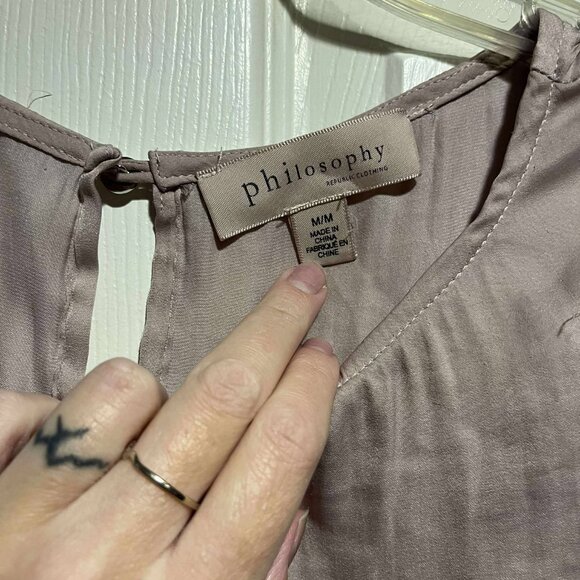 philosophy
REPUBLIC CLOTHING
M/M
MADE IN
CHINA
FABRIQUÉ EN
CHINE